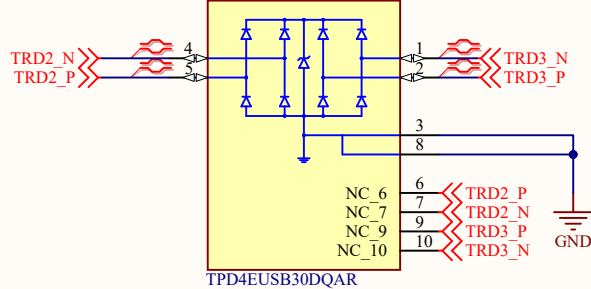 TRD2_N 4 1 TRD3_N
TRD2_P 5 2 TRD3_P
3
8
NC_6 6 TRD2_P
NC_7 7 TRD2_N
NC_9 9 TRD3_P
NC_10 10 TRD3_N
GND
TPD4EUSB30DQAR